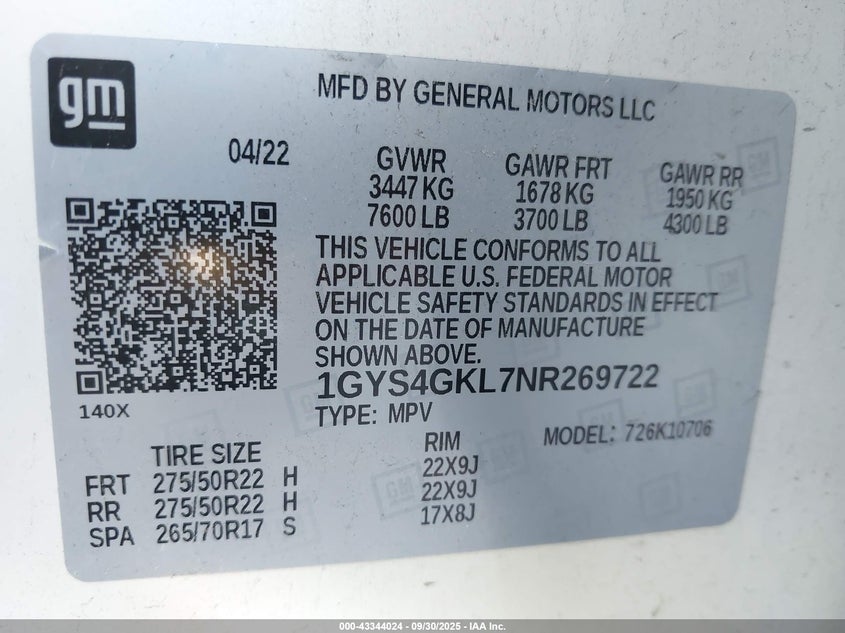 gm
MFD BY GENERAL MOTORS LLC
04/22
GVWR GAWR FRT GAWR RR
3447 KG 1678 KG 1950 KG
7600 LB 3700 LB 4300 LB
THIS VEHICLE CONFORMS TO ALL
APPLICABLE U.S. FEDERAL MOTOR
VEHICLE SAFETY STANDARDS IN EFFECT
ON THE DATE OF MANUFACTURE
SHOWN ABOVE.
1GYS4GKL7NR269722
140X
TYPE: MPV MODEL: 726K10706
TIRE SIZE RIM
FRT 275/50R22 H 22X9J
RR 275/50R22 H 22X9J
SPA 265/70R17 S 17X8J
000-43344024 — 09/30/2025 — IAA Inc.